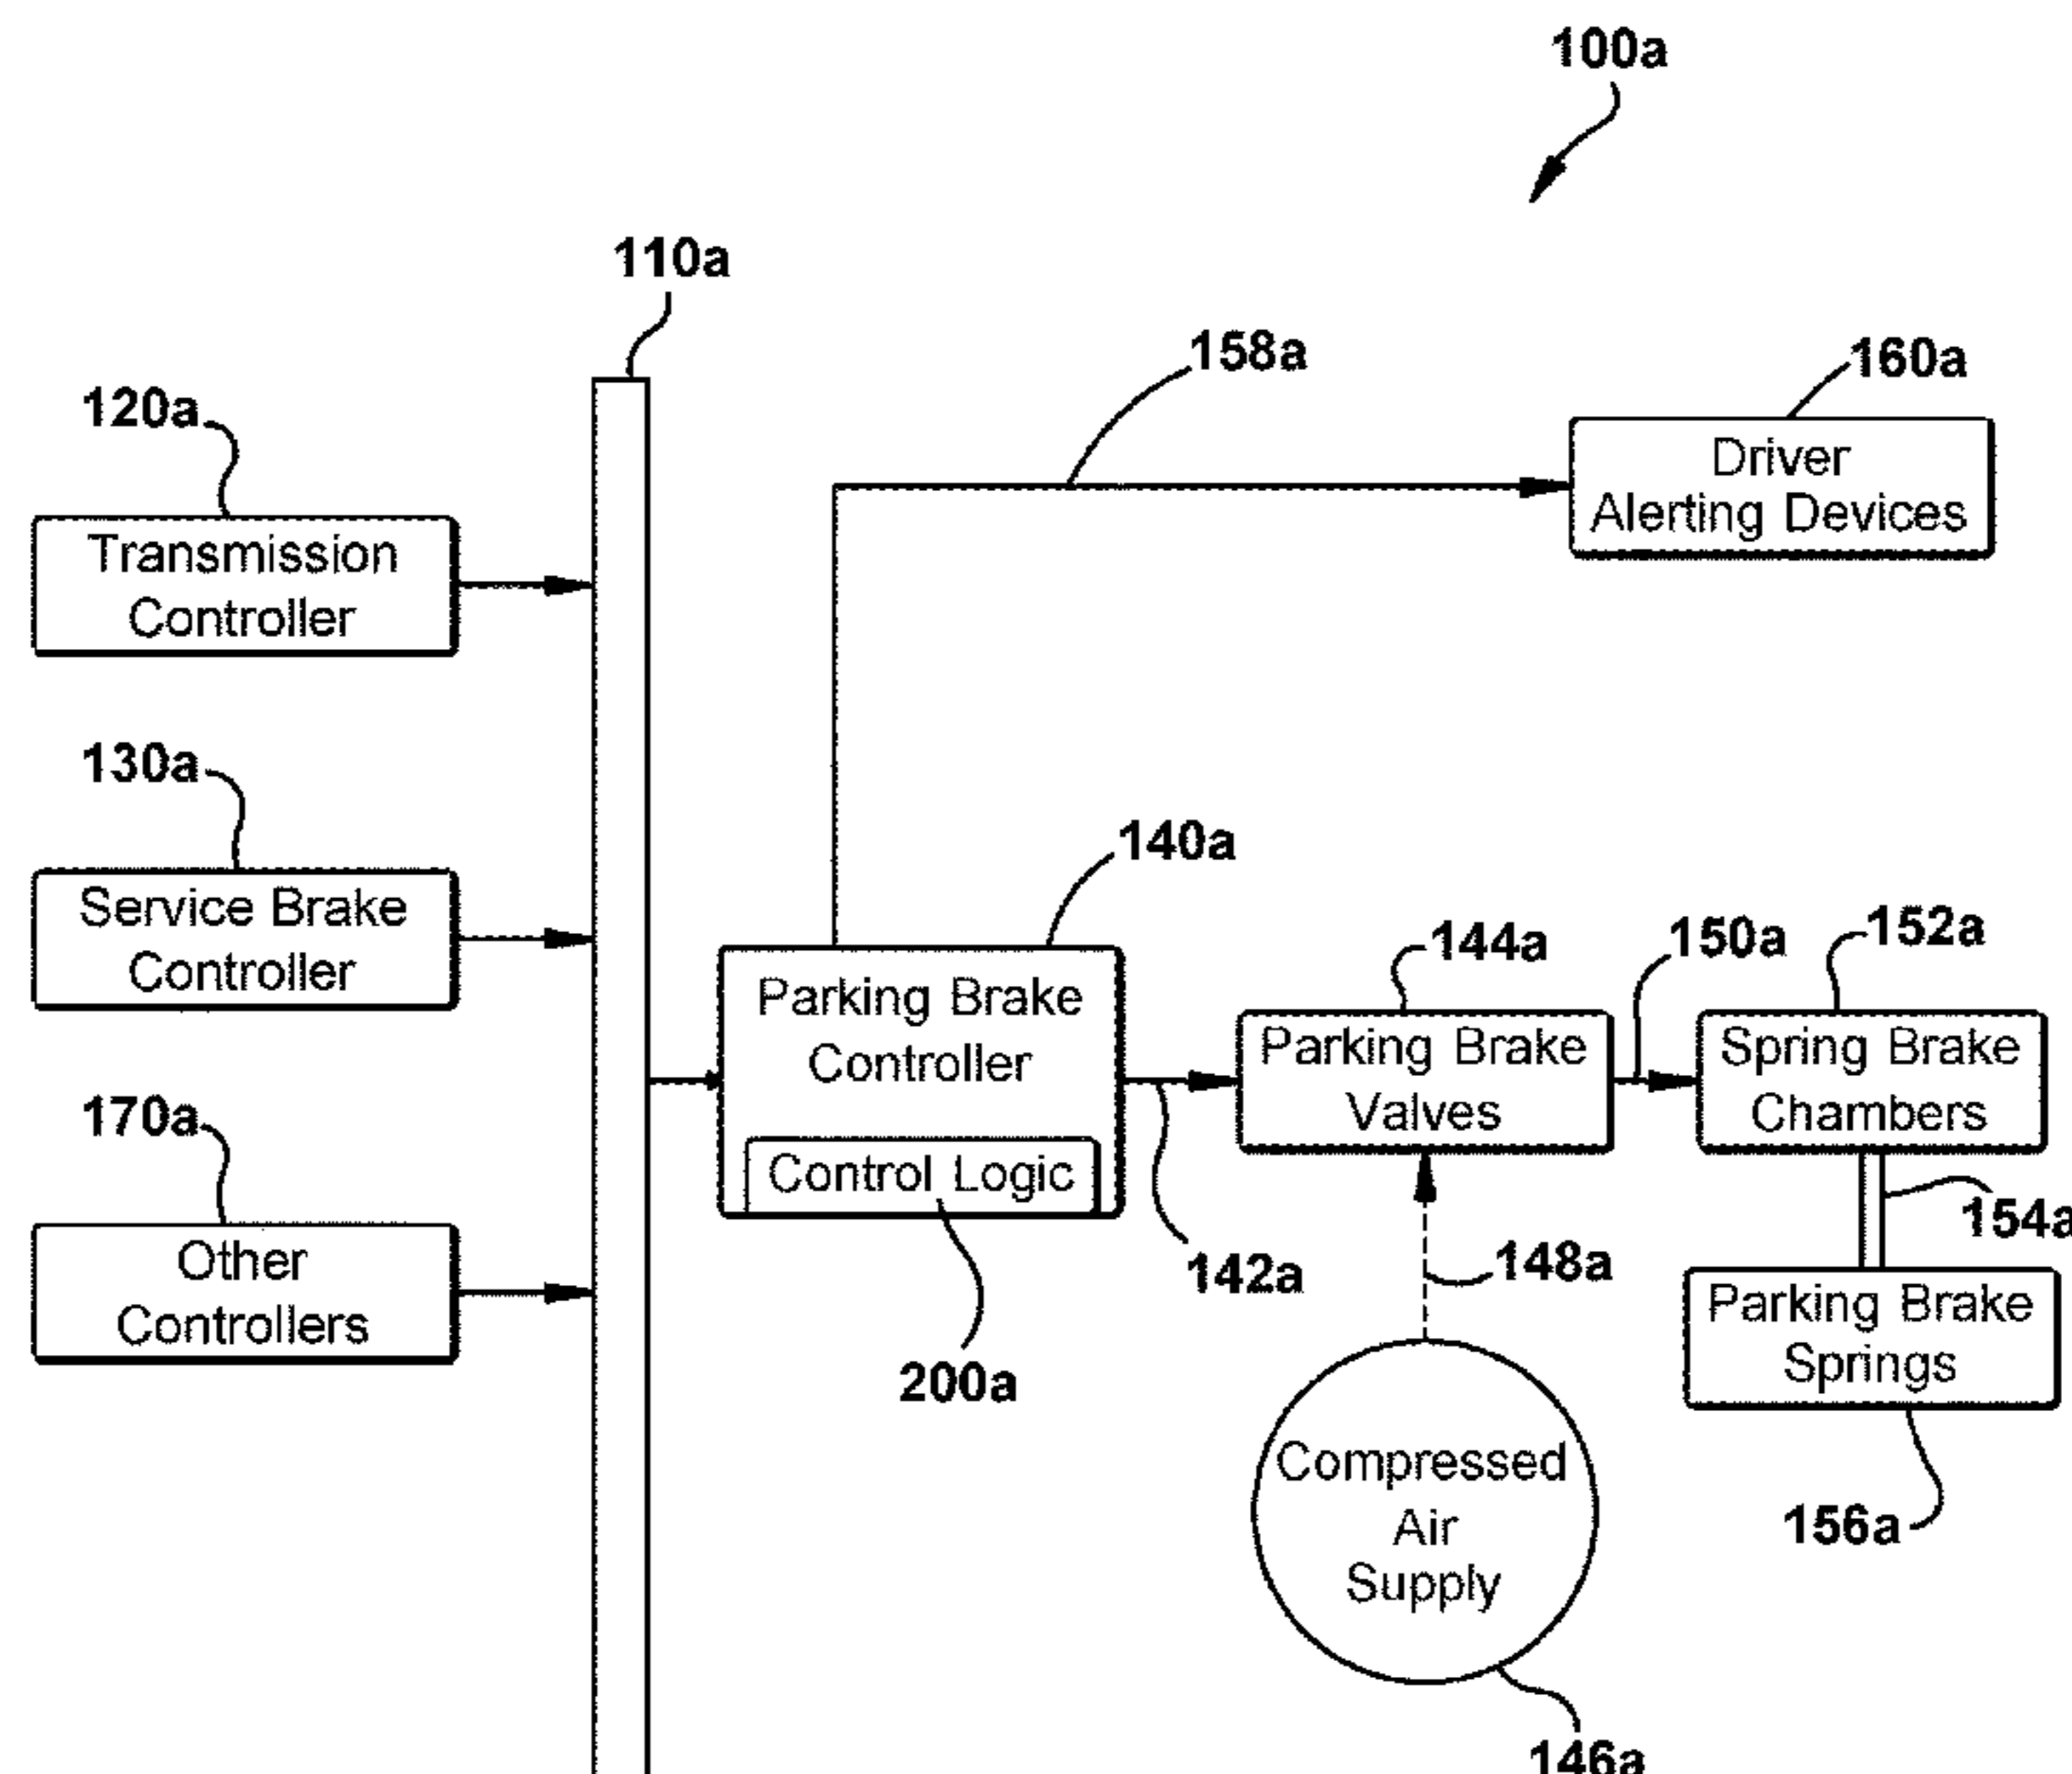 100a
110a
158a
160a
120a
Driver
Alerting Devices
Transmission
Controller
130a
140a
Service Brake
Controller
144a
150a
152a
Parking Brake
Controller
Parking Brake
Valves
Spring Brake
Chambers
170a
Control Logic
154a
142a
148a
Other
Controllers
Parking Brake
Springs
200a
Compressed
Air
Supply
156a
146a